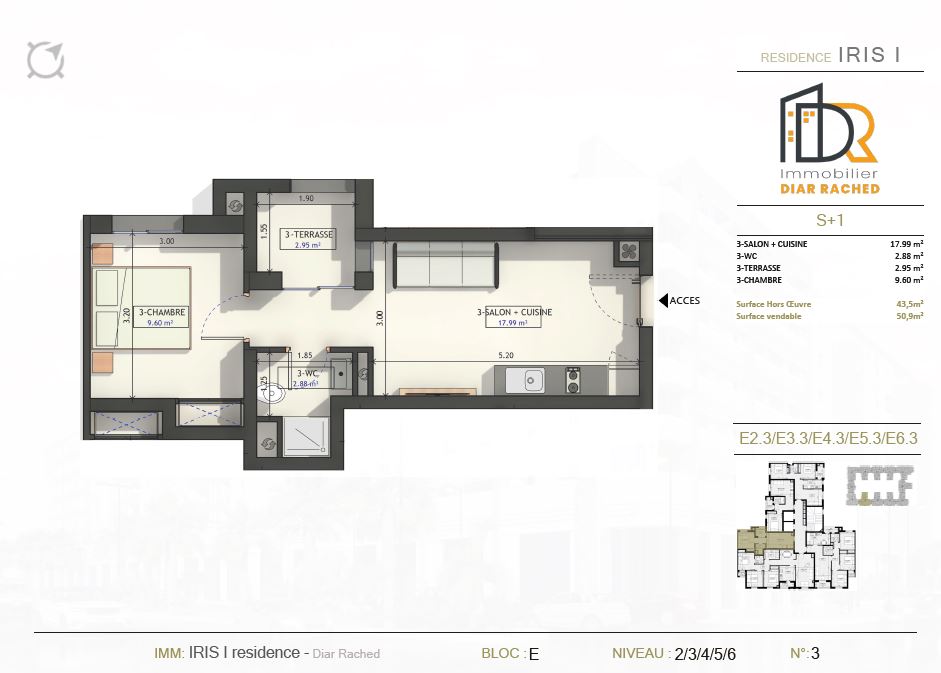 RESIDENCE IRIS I
Immobilier
DIAR RACHED
S+1
3-SALON + CUISINE 17.99 m²
3-WC 2.88 m²
3-TERRASSE 2.95 m²
3-CHAMBRE 9.60 m²
Surface Hors Œuvre 43,5m²
Surface vendable 50,9m²
1.90
1.55
3-TERRASSE
2.95 m²
3.00
3.20
3-CHAMBRE
9.60 m²
3.00
3-SALON + CUISINE
17.99 m²
ACCES
1.85
5.20
1.25
3-WC
2.88 m²
E2.3/E3.3/E4.3/E5.3/E6.3
IMM: IRIS I residence - Diar Rached BLOC : E NIVEAU : 2/3/4/5/6 N°: 3